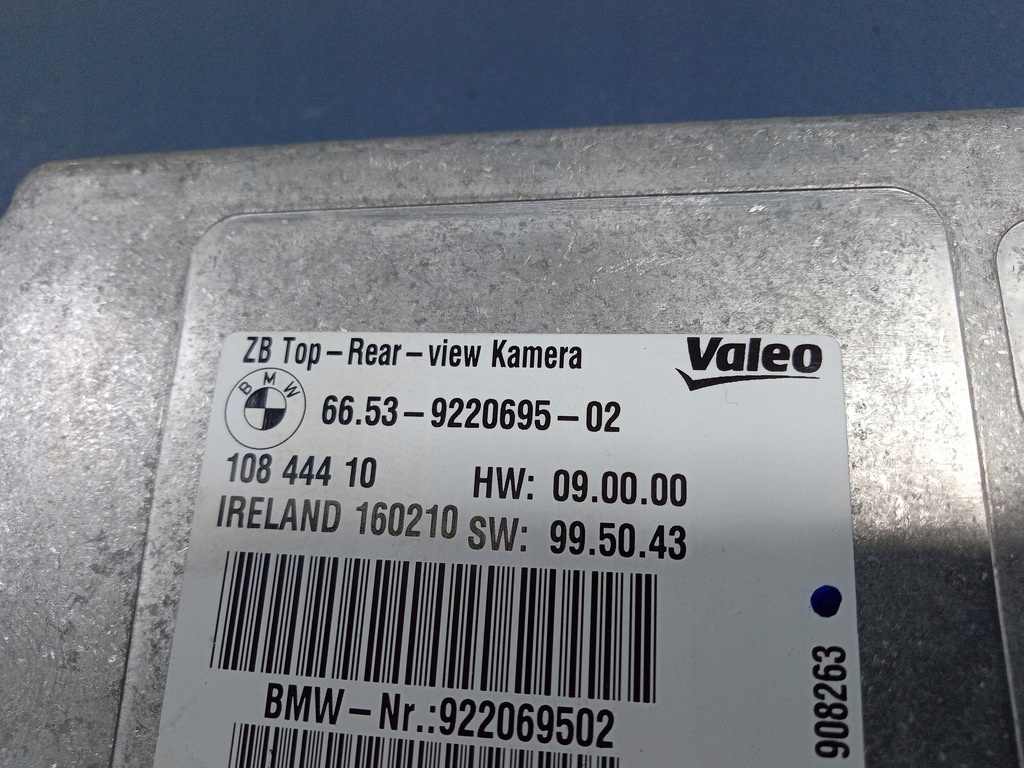 ZB Top-Rear-view Kamera
Valeo
BMW
66.53-9220695-02
108 444 10
HW: 09.00.00
IRELAND 160210
SW: 99.50.43
BMW-Nr.:922069502
908263